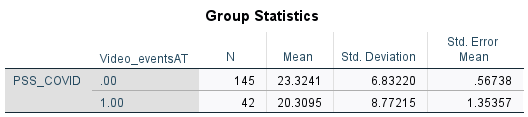 Group Statistics
Video_eventsAT N Mean Std. Deviation Std. Error Mean
PSS_COVID .00 145 23.3241 6.83220 .56738
1.00 42 20.3095 8.77215 1.35357